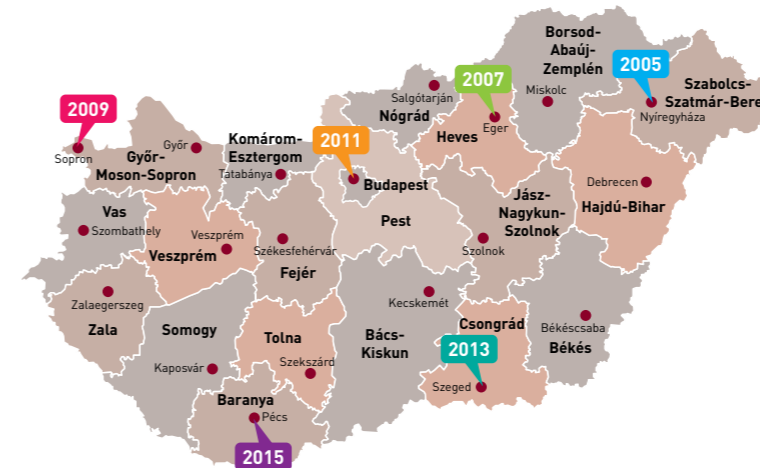 Borsod-
Abaúj-
Zemplén
2005
Szabolcs-
Szatmár-Bere
Nyíregyháza
Miskolc
2007
Eger
Heves
Salgótarján
Nógrád
2009
Sopron
Győr
Győr-
Moson-Sopron
Komárom-
Esztergom
Tatabánya
2011
Budapest
Pest
Jász-
Nagykun-
Szolnok
Szolnok
Debrecen
Hajdú-Bihar
Vas
Szombathely
Veszprém
Veszprém
Székesfehérvár
Fejér
Zalaegerszeg
Zala
Somogy
Kaposvár
Tolna
Szekszárd
Bács-
Kiskun
Kecskemét
Csongrád
2013
Szeged
Békéscsaba
Békés
Baranya
Pécs
2015